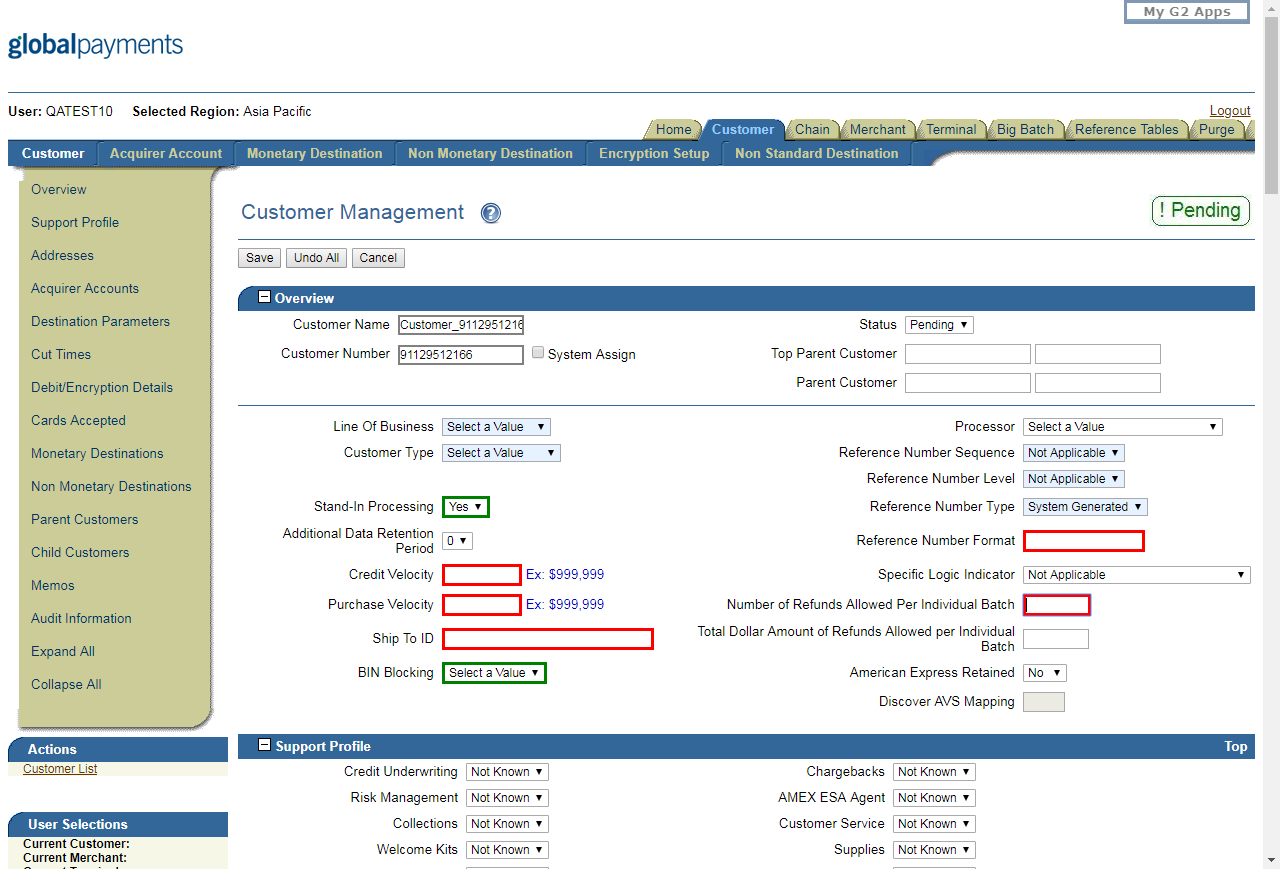 My G2 Apps
globalpayments
User: QATEST10 Selected Region: Asia Pacific
Logout
Home Customer Chain Merchant Terminal Big Batch Reference Tables Purge
Customer Acquirer Account Monetary Destination Non Monetary Destination Encryption Setup Non Standard Destination
Overview
Support Profile
Addresses
Acquirer Accounts
Destination Parameters
Cut Times
Debit/Encryption Details
Cards Accepted
Monetary Destinations
Non Monetary Destinations
Parent Customers
Child Customers
Memos
Audit Information
Expand All
Collapse All
Actions
Customer List
User Selections
Current Customer:
Current Merchant:
Customer Management ?
! Pending
Save Undo All Cancel
Overview
Customer Name Customer_9112951216
Status Pending
Customer Number 91129512166 System Assign
Top Parent Customer
Parent Customer
Line Of Business Select a Value
Processor Select a Value
Customer Type Select a Value
Reference Number Sequence Not Applicable
Reference Number Level Not Applicable
Stand-In Processing Yes
Reference Number Type System Generated
Additional Data Retention
Period 0
Reference Number Format
Credit Velocity Ex: $999,999
Specific Logic Indicator Not Applicable
Purchase Velocity Ex: $999,999
Number of Refunds Allowed Per Individual Batch
Ship To ID
Total Dollar Amount of Refunds Allowed per Individual
Batch
BIN Blocking Select a Value
American Express Retained No
Discover AVS Mapping
Support Profile Top
Credit Underwriting Not Known
Chargebacks Not Known
Risk Management Not Known
AMEX ESA Agent Not Known
Collections Not Known
Customer Service Not Known
Welcome Kits Not Known
Supplies Not Known